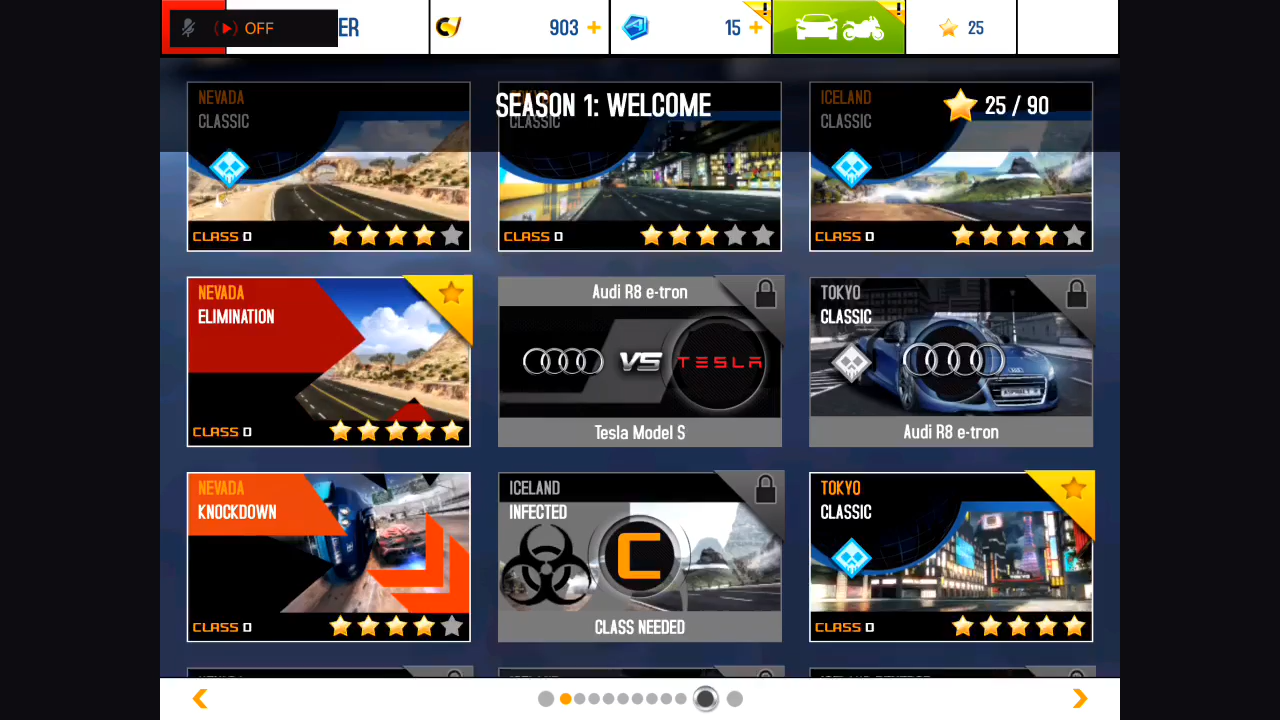 OFF
ER
903
15
25
SEASON 1: WELCOME
25 / 90
NEVADA
CLASSIC
CLASS D
TOKYO
CLASSIC
CLASS D
ICELAND
CLASSIC
CLASS D
NEVADA
ELIMINATION
CLASS D
Audi R8 e-tron
VS
TESLA
Tesla Model S
TOKYO
CLASSIC
Audi R8 e-tron
NEVADA
KNOCKDOWN
CLASS D
ICELAND
INFECTED
C
CLASS NEEDED
TOKYO
CLASSIC
CLASS D